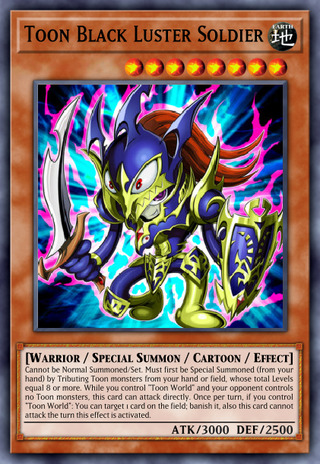 Toon Black Luster Soldier
EARTH
地
[Warrior / Special Summon / Cartoon / Effect]
Cannot be Normal Summoned/Set. Must first be Special Summoned (from
your hand) by Tributing Toon monsters from your hand or field, whose total Levels
equal 8 or more. While you control "Toon World" and your opponent controls
no Toon monsters, this card can attack directly. Once per turn, if you control
"Toon World": You can target 1 card on the field; banish it, also this card cannot
attack the turn this effect is activated.
ATK/3000 DEF/2500